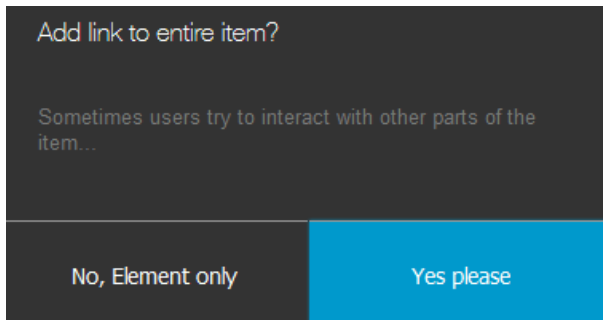 Add link to entire item?
Sometimes users try to interact with other parts of the
item...
No, Element only
Yes please